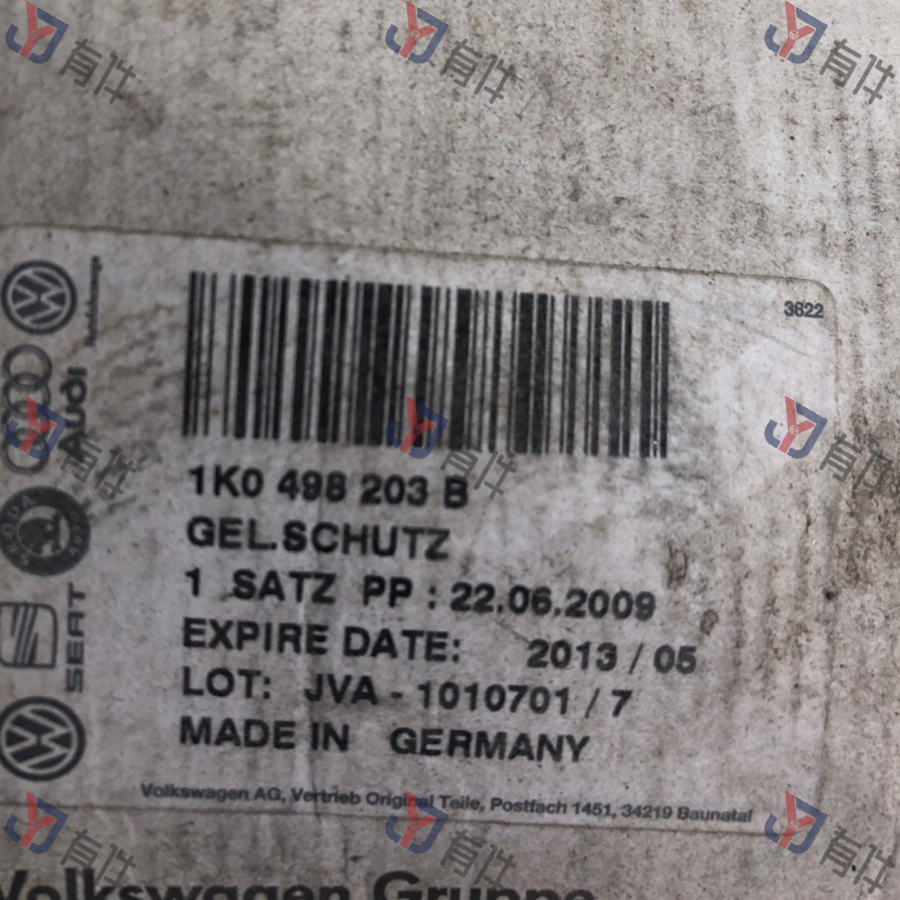 有件 有件 有件
3822
AUDI
SEAT
1K0 498 203 B
GEL.SCHUTZ
1 SATZ PP : 22.06.2009
EXPIRE DATE: 2013 / 05
LOT: JVA - 1010701 / 7
MADE IN GERMANY
Volkswagen AG, Vertrieb Original Teile, Postfach 1451, 34219 Baunatal
有件 有件 有件
有件 有件 有件
Volkswagen Gruppe